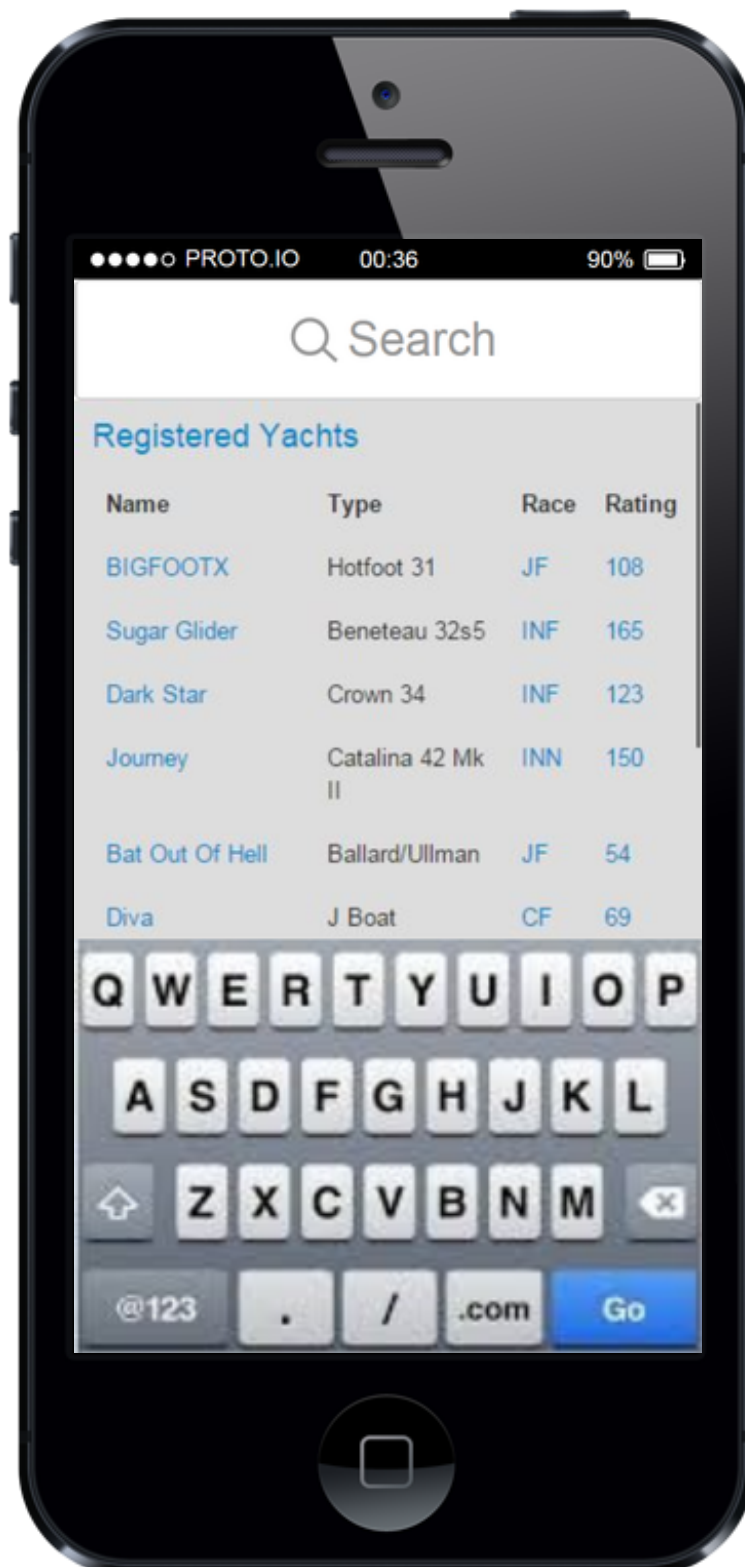 PROTO.IO 00:36 90%
Search
Registered Yachts
Name Type Race Rating
BIGFOOTX Hotfoot 31 JF 108
Sugar Glider Beneteau 32s5 INF 165
Dark Star Crown 34 INF 123
Journey Catalina 42 Mk INN 150
II
Bat Out Of Hell Ballard/Ullman JF 54
Diva J Boat CF 69
Q W E R T Y U I O P
A S D F G H J K L
Z X C V B N M
@123 . / .com Go